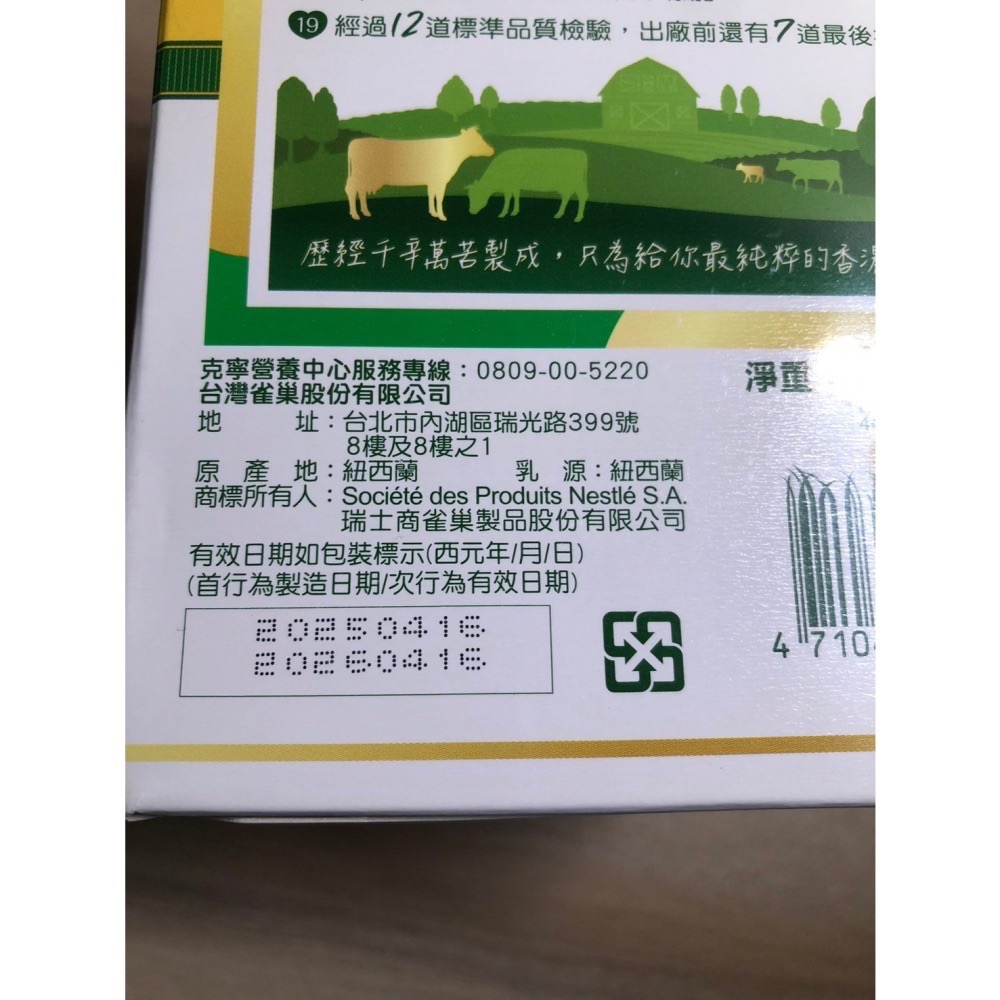 19 經過12道標準品質檢驗，出廠前還有7道最後
歷經千辛萬苦製成，只為給你最純粹的香濃
克寧營養中心服務專線：0809-00-5220
淨重
台灣雀巢股份有限公司
地　　　址：台北市內湖區瑞光路399號
8樓及8樓之1
原 產 地：紐西蘭　　　乳 源：紐西蘭
商標所有人：Société des Produits Nestlé S.A.
瑞士商雀巢製品股份有限公司
有效日期如包裝標示(西元年/月/日)
(首行為製造日期/次行為有效日期)
20250416
20260416
4 710